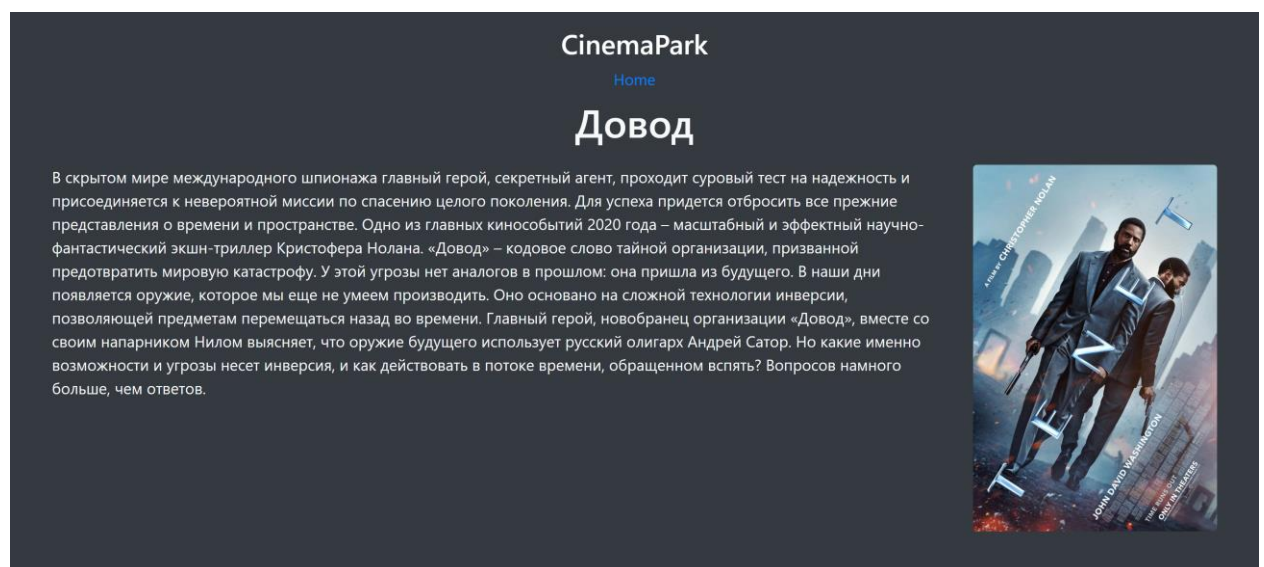 CinemaPark
Home
Довод
В скрытом мире международного шпионажа главный герой, секретный агент, проходит суровый тест на надежность и
присоединяется к невероятной миссии по спасению целого поколения. Для успеха придется отбросить все прежние
представления о времени и пространстве. Одно из главных кинособытий 2020 года – масштабный и эффектный научно-
фантастический экшн-триллер Кристофера Нолана. «Довод» – кодовое слово тайной организации, призванной
предотвратить мировую катастрофу. У этой угрозы нет аналогов в прошлом: она пришла из будущего. В наши дни
появляется оружие, которое мы еще не умеем производить. Оно основано на сложной технологии инверсии,
позволяющей предметам перемещаться назад во времени. Главный герой, новобранец организации «Довод», вместе со
своим напарником Нилом выясняет, что оружие будущего использует русский олигарх Андрей Сатор. Но какие именно
возможности и угрозы несет инверсия, и как действовать в потоке времени, обращенном вспять? Вопросов намного
больше, чем ответов.
A FILM BY CHRISTOPHER NOLAN
TENET
JOHN DAVID WASHINGTON
TIME RUNS OUT
ONLY IN THEATERS